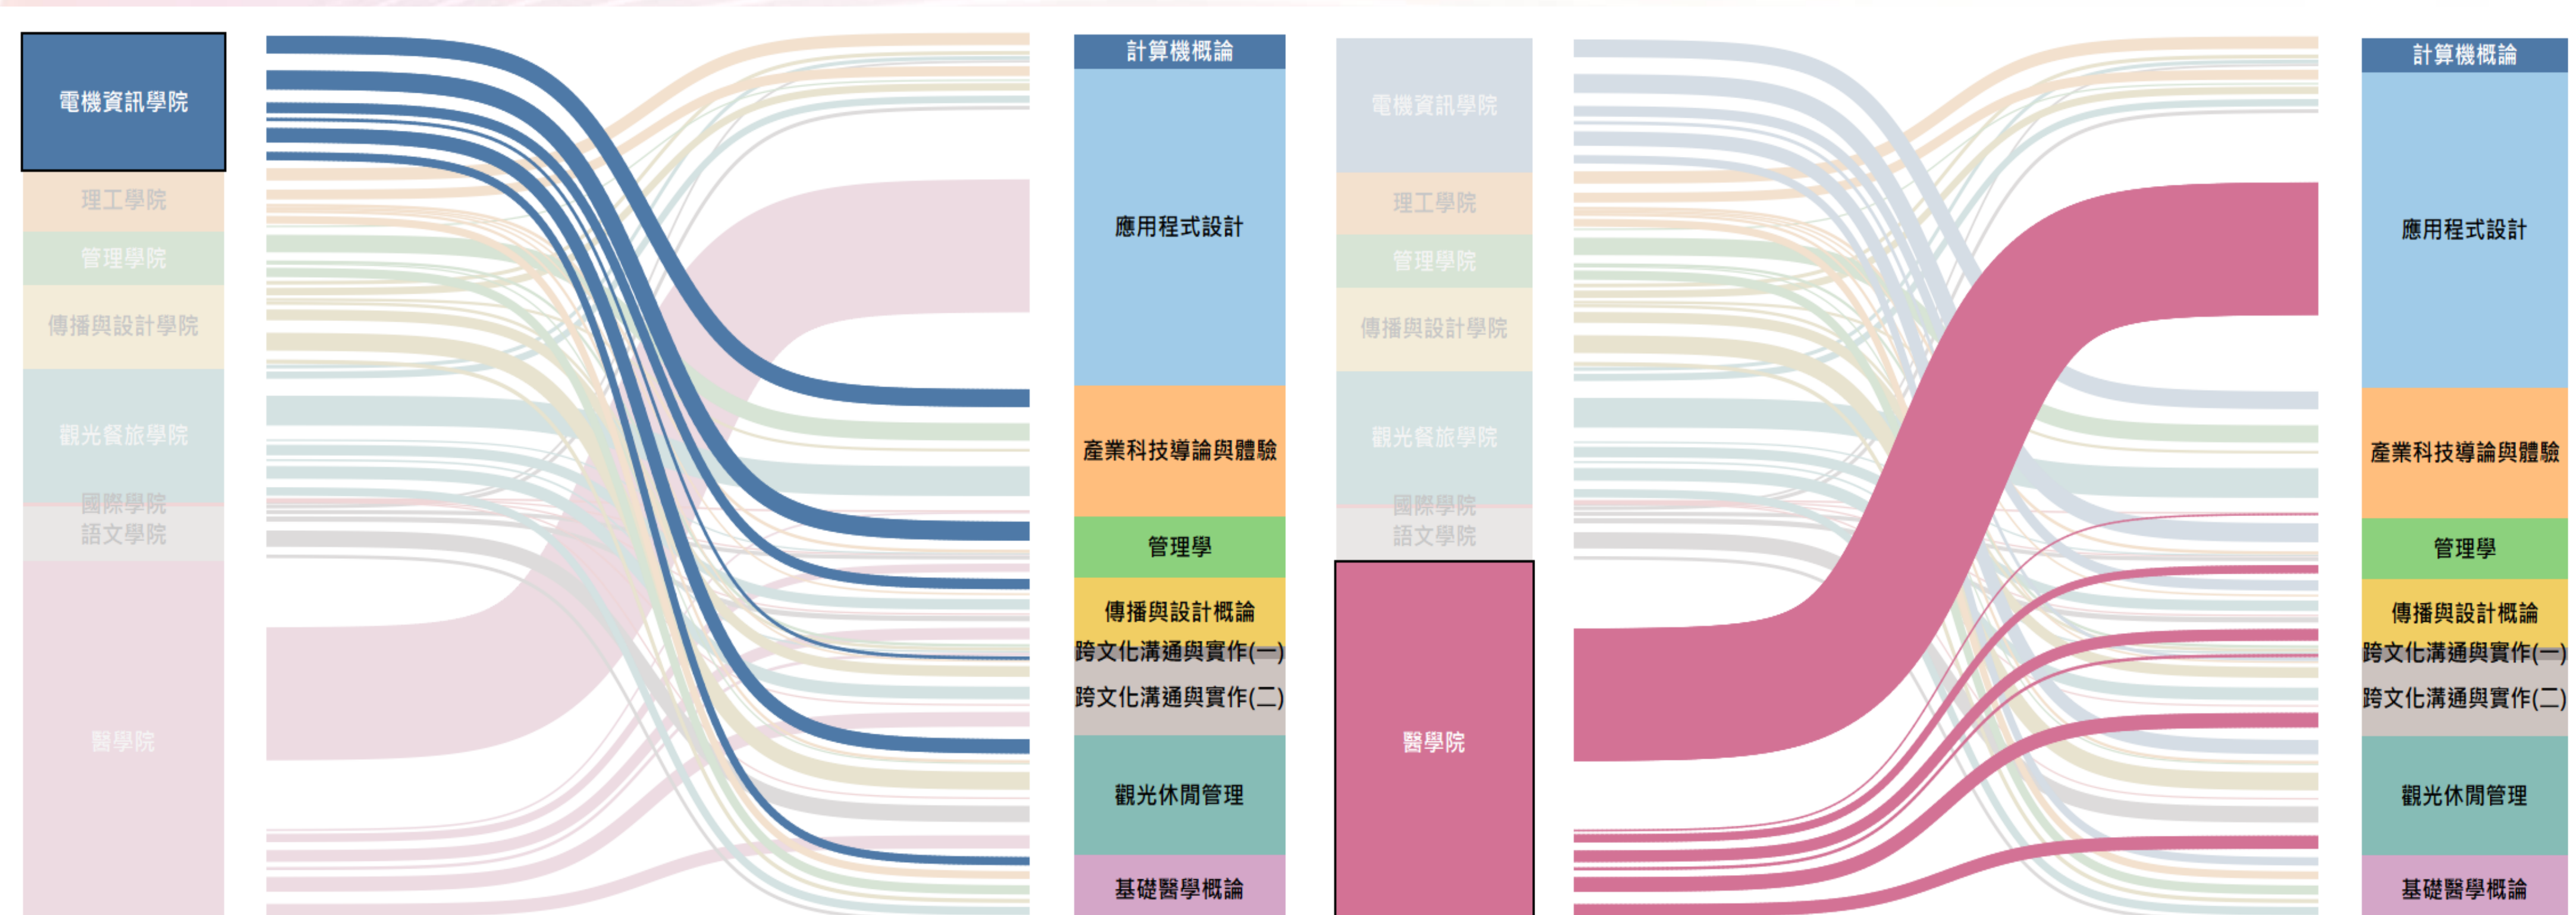 電機資訊學院
理工學院
管理學院
傳播與設計學院
觀光餐旅學院
國際學院
語文學院
醫學院
計算機概論
應用程式設計
產業科技導論與體驗
管理學
傳播與設計概論
跨文化溝通與實作(一)
跨文化溝通與實作(二)
觀光休閒管理
基礎醫學概論
電機資訊學院
理工學院
管理學院
傳播與設計學院
觀光餐旅學院
國際學院
語文學院
醫學院
計算機概論
應用程式設計
產業科技導論與體驗
管理學
傳播與設計概論
跨文化溝通與實作(一)
跨文化溝通與實作(二)
觀光休閒管理
基礎醫學概論